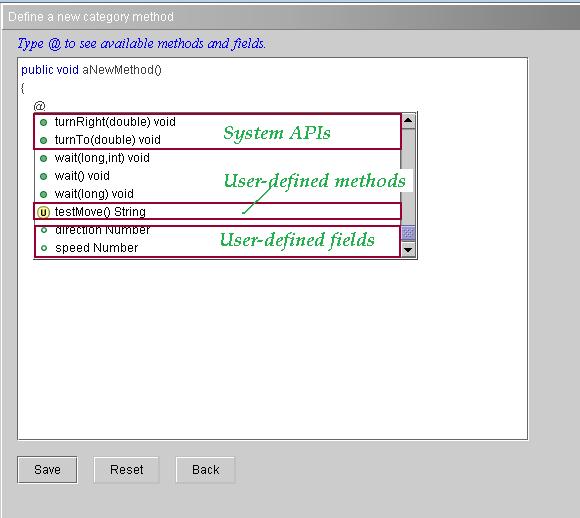 Define a new category method
Type @ to see available methods and fields.
public void aNewMethod()
{
@
turnRight(double) void
turnTo(double) void
System APIs
wait(long,int) void
wait() void
User-defined methods
wait(long) void
U testMove() String
direction Number
User-defined fields
speed Number
Save
Reset
Back